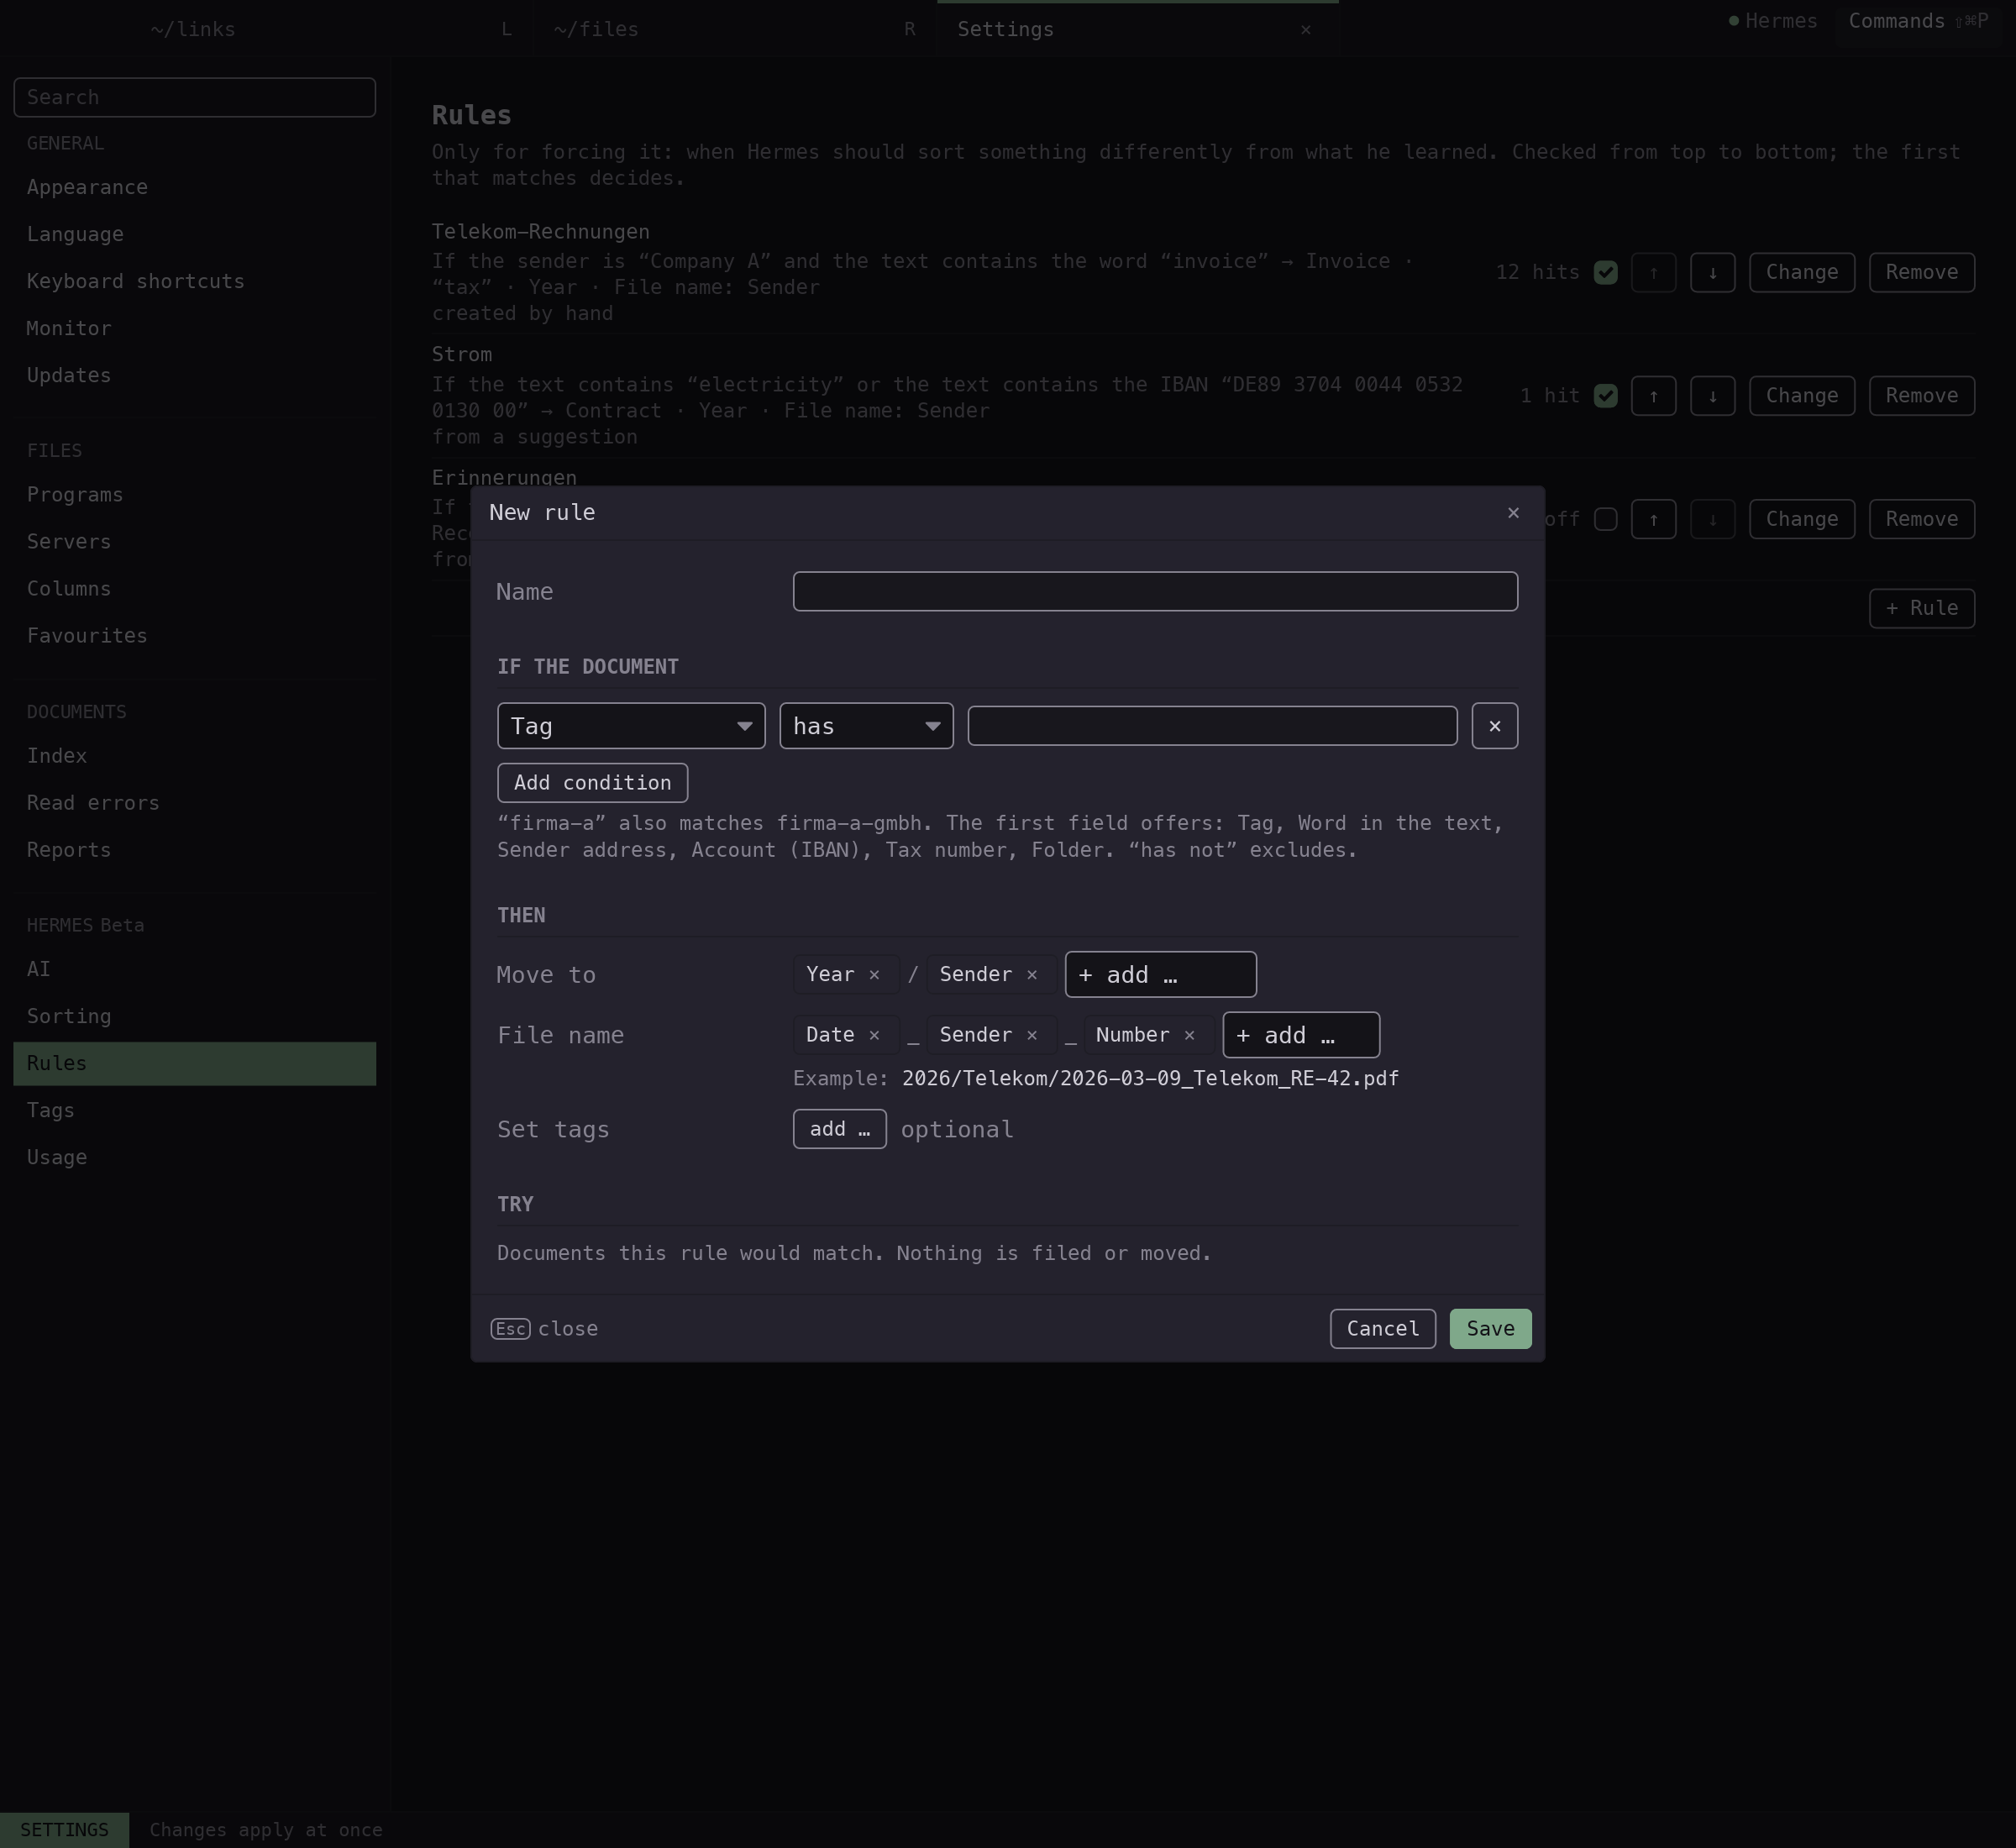 ~/links L ~/files R Settings × Hermes Commands ⇧⌘P
Search
GENERAL
Appearance
Language
Keyboard shortcuts
Monitor
Updates
FILES
Programs
Servers
Columns
Favourites
DOCUMENTS
Index
Read errors
Reports
HERMES Beta
AI
Sorting
Rules
Tags
Usage
Rules
Only for forcing it: when Hermes should sort something differently from what he learned. Checked from top to bottom; the first
that matches decides.
Telekom–Rechnungen
If the sender is “Company A” and the text contains the word “invoice” → Invoice ·
“tax” · Year · File name: Sender
created by hand
12 hits ↑ ↓ Change Remove
Strom
If the text contains “electricity” or the text contains the IBAN “DE89 3704 0044 0532
0130 00” → Contract · Year · File name: Sender
from a suggestion
1 hit ↑ ↓ Change Remove
Erinnerungen
If
off ↑ ↓ Change Remove
+ Rule
New rule ×
Name
IF THE DOCUMENT
Tag has ×
Add condition
“firma–a” also matches firma–a–gmbh. The first field offers: Tag, Word in the text,
Sender address, Account (IBAN), Tax number, Folder. “has not” excludes.
THEN
Move to Year × / Sender × + add …
File name Date × _ Sender × _ Number × + add …
Example: 2026/Telekom/2026–03–09_Telekom_RE–42.pdf
Set tags add … optional
TRY
Documents this rule would match. Nothing is filed or moved.
Esc close Cancel Save
SETTINGS Changes apply at once